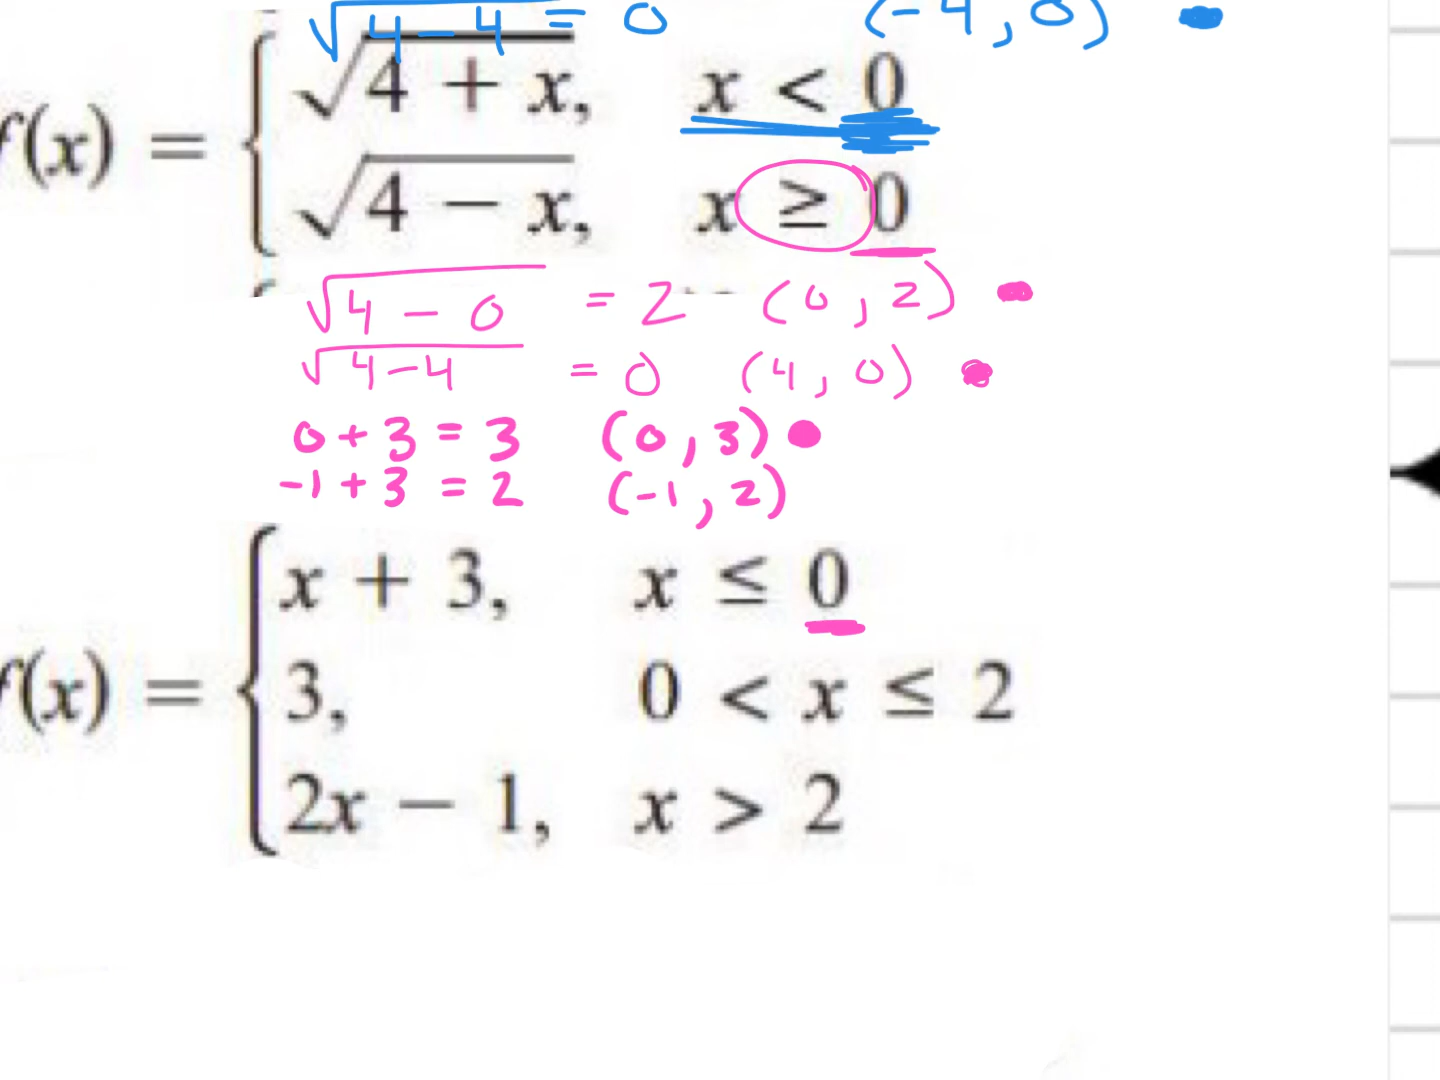 √4 – 4 = 0 (-4, 0)
f(x) = { √4 + x, x < 0
√4 − x, x ≥ 0
√4 – 0 = 2 (0, 2)
√4-4 = 0 (4, 0)
0 + 3 = 3 (0, 3)
-1 + 3 = 2 (-1, 2)
f(x) = { x + 3, x ≤ 0
3, 0 < x ≤ 2
2x − 1, x > 2